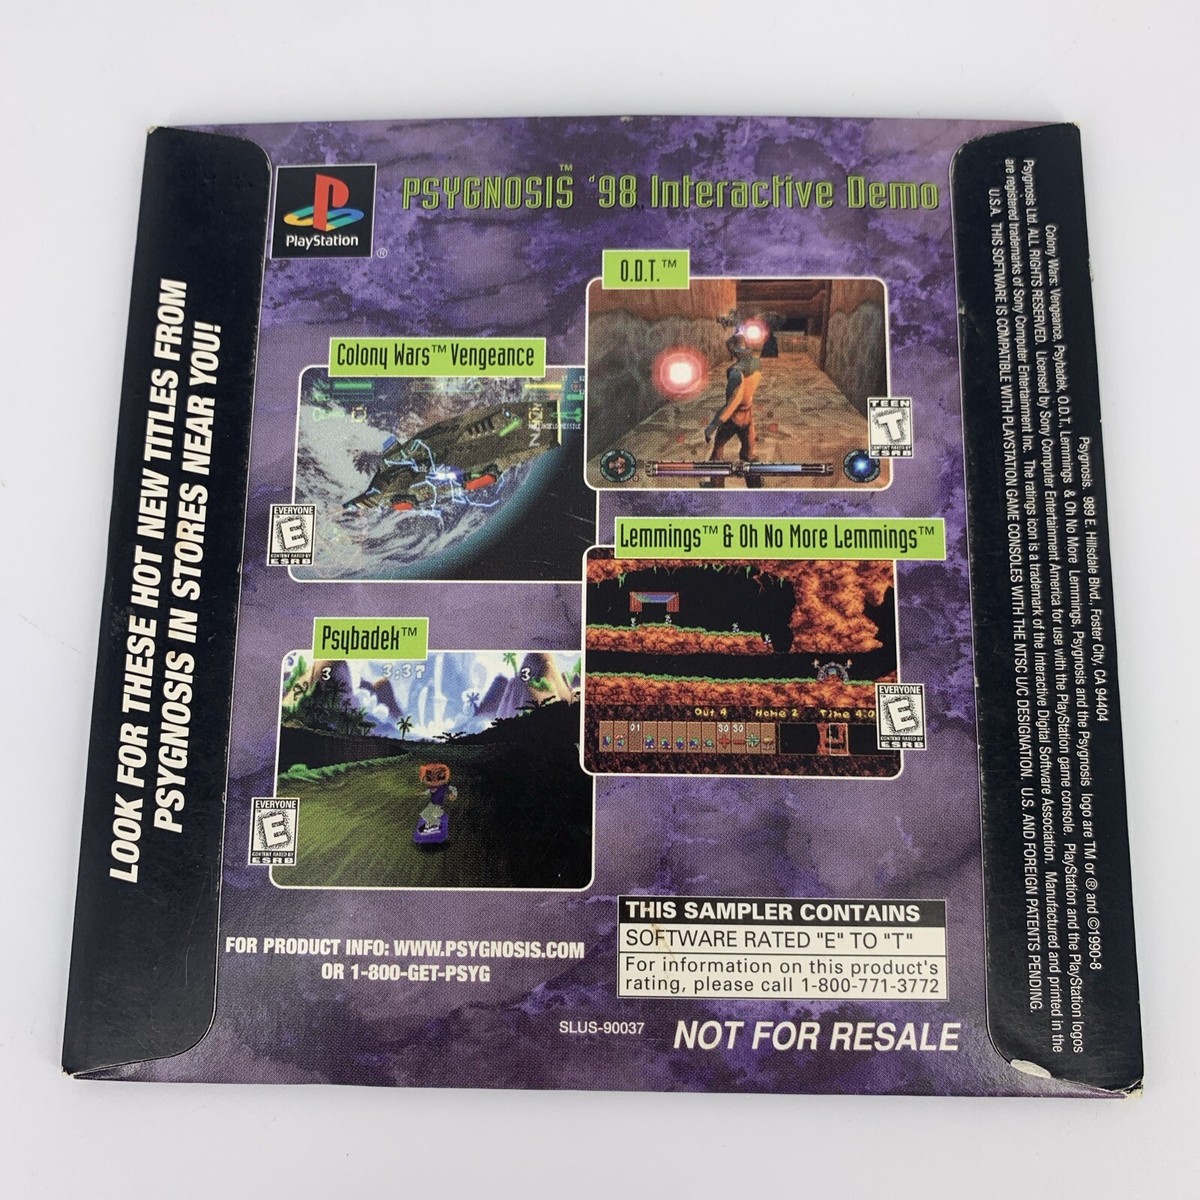 LOOK FOR THESE HOT NEW TITLES FROM
PSYGNOSIS IN STORES NEAR YOU!
PlayStation ®
PSYGNOSIS™ '98 Interactive Demo
O.D.T.™
TEEN
T
CONTENT RATED BY
ESRB
Colony Wars™ Vengeance
N
EVERYONE
E
CONTENT RATED BY
ESRB
Lemmings™ & Oh No More Lemmings™
Out 4 Home 2 Time 4:0
01 30 30
EVERYONE
E
CONTENT RATED BY
ESRB
Psybadek™
3 3:37 3
EVERYONE
E
CONTENT RATED BY
ESRB
FOR PRODUCT INFO: WWW.PSYGNOSIS.COM
OR 1-800-GET-PSYG
THIS SAMPLER CONTAINS
SOFTWARE RATED "E" TO "T"
For information on this product's
rating, please call 1-800-771-3772
SLUS-90037
NOT FOR RESALE
Psygnosis, 989 E. Hillsdale Blvd., Foster City, CA 94404
Colony Wars: Vengeance, Psybadek, O.D.T., Lemmings & Oh No More Lemmings, Psygnosis and the Psygnosis logo are TM or ® and ©1990-8
Psygnosis Ltd. ALL RIGHTS RESERVED. Licensed by Sony Computer Entertainment America for use with the PlayStation game console. PlayStation and the PlayStation logos
are registered trademarks of Sony Computer Entertainment Inc. The ratings icon is a trademark of the Interactive Digital Software Association. Manufactured and printed in the
U.S.A. THIS SOFTWARE IS COMPATIBLE WITH PLAYSTATION GAME CONSOLES WITH THE NTSC U/C DESIGNATION. U.S. AND FOREIGN PATENTS PENDING.